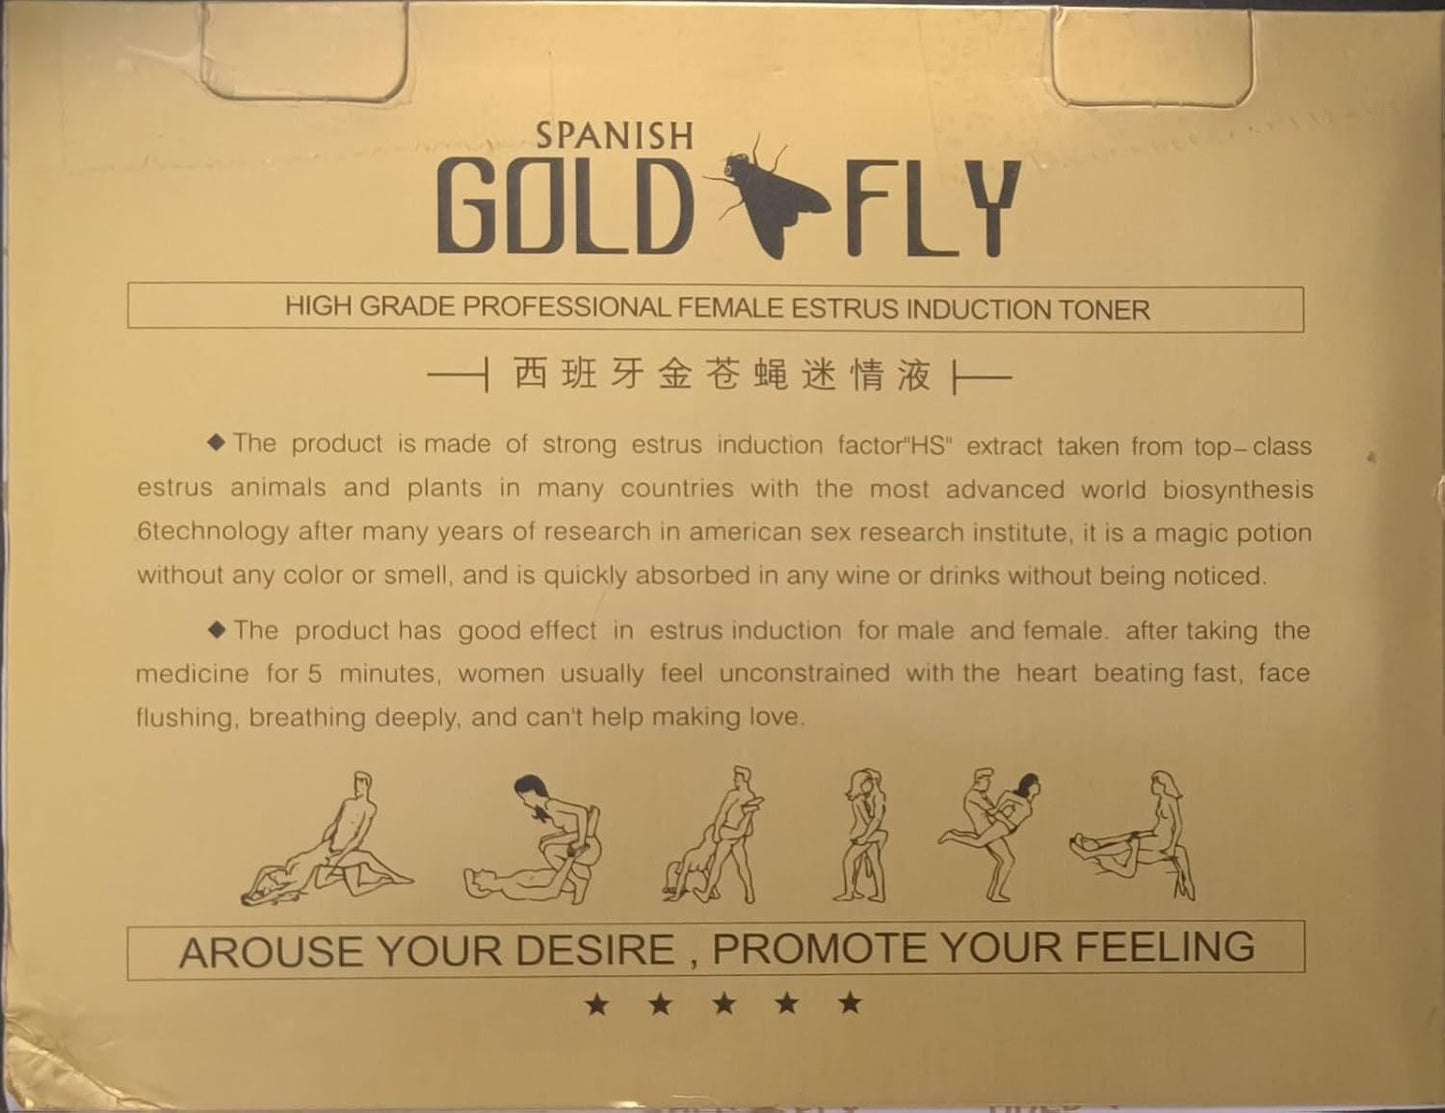 SPANISH
GOLD FLY
HIGH GRADE PROFESSIONAL FEMALE ESTRUS INDUCTION TONER
西班牙金苍蝇迷情液
◆The product is made of strong estrus induction factor"HS" extract taken from top-class
estrus animals and plants in many countries with the most advanced world biosynthesis
6technology after many years of research in american sex research institute, it is a magic potion
without any color or smell, and is quickly absorbed in any wine or drinks without being noticed.
◆The product has good effect in estrus induction for male and female. after taking the
medicine for 5 minutes, women usually feel unconstrained with the heart beating fast, face
flushing, breathing deeply, and can't help making love.
AROUSE YOUR DESIRE , PROMOTE YOUR FEELING
★ ★ ★ ★ ★